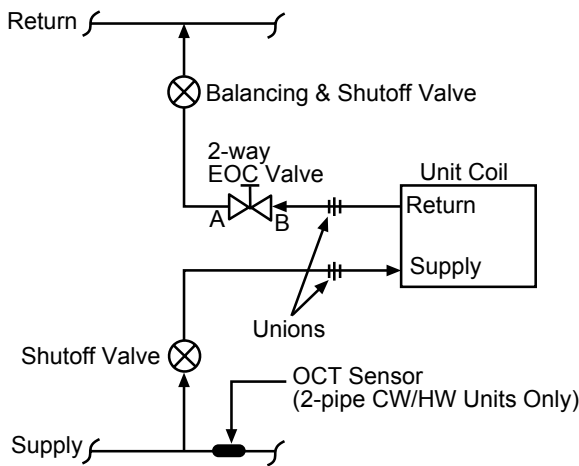 Return
Balancing & Shutoff Valve
2-way
EOC Valve
A
B
Unit Coil
Return
Supply
Unions
Shutoff Valve
OCT Sensor
(2-pipe CW/HW Units Only)
Supply